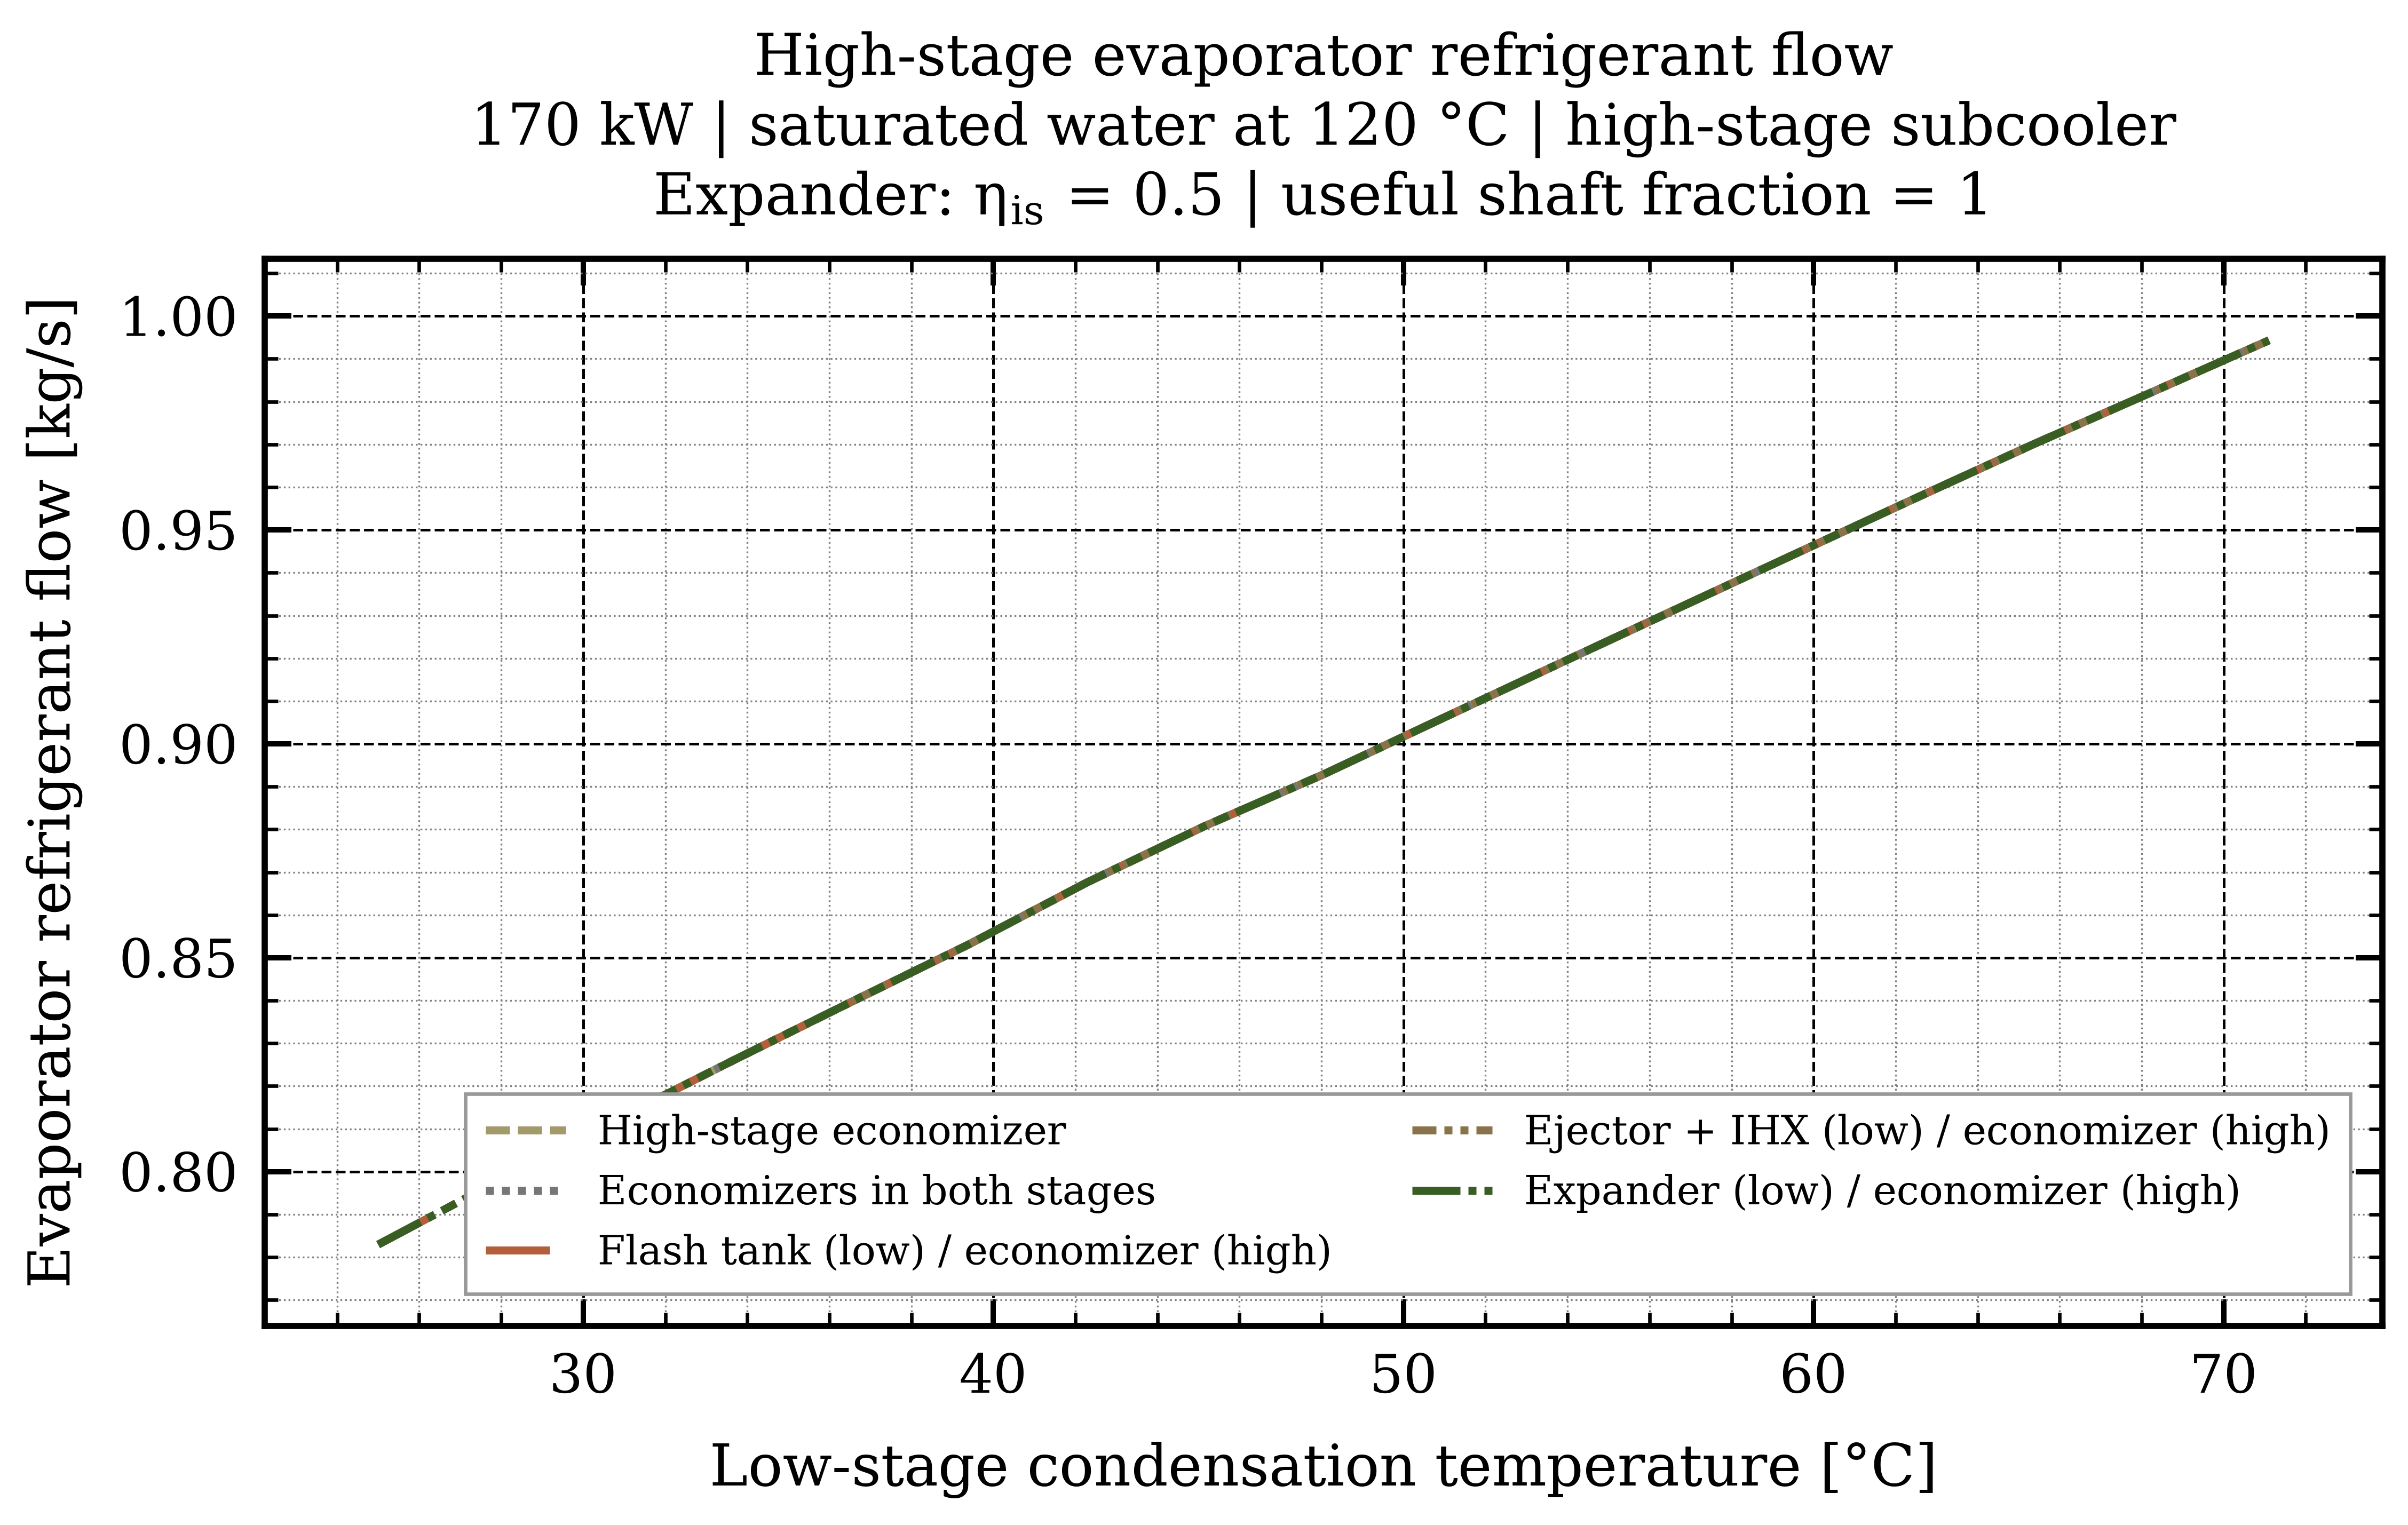 High-stage evaporator refrigerant flow
170 kW | saturated water at 120 °C | high-stage subcooler
Expander: ηis = 0.5 | useful shaft fraction = 1
Evaporator refrigerant flow [kg/s]
1.00
0.95
0.90
0.85
0.80
High-stage economizer
Economizers in both stages
Flash tank (low) / economizer (high)
Ejector + IHX (low) / economizer (high)
Expander (low) / economizer (high)
30 40 50 60 70
Low-stage condensation temperature [°C]